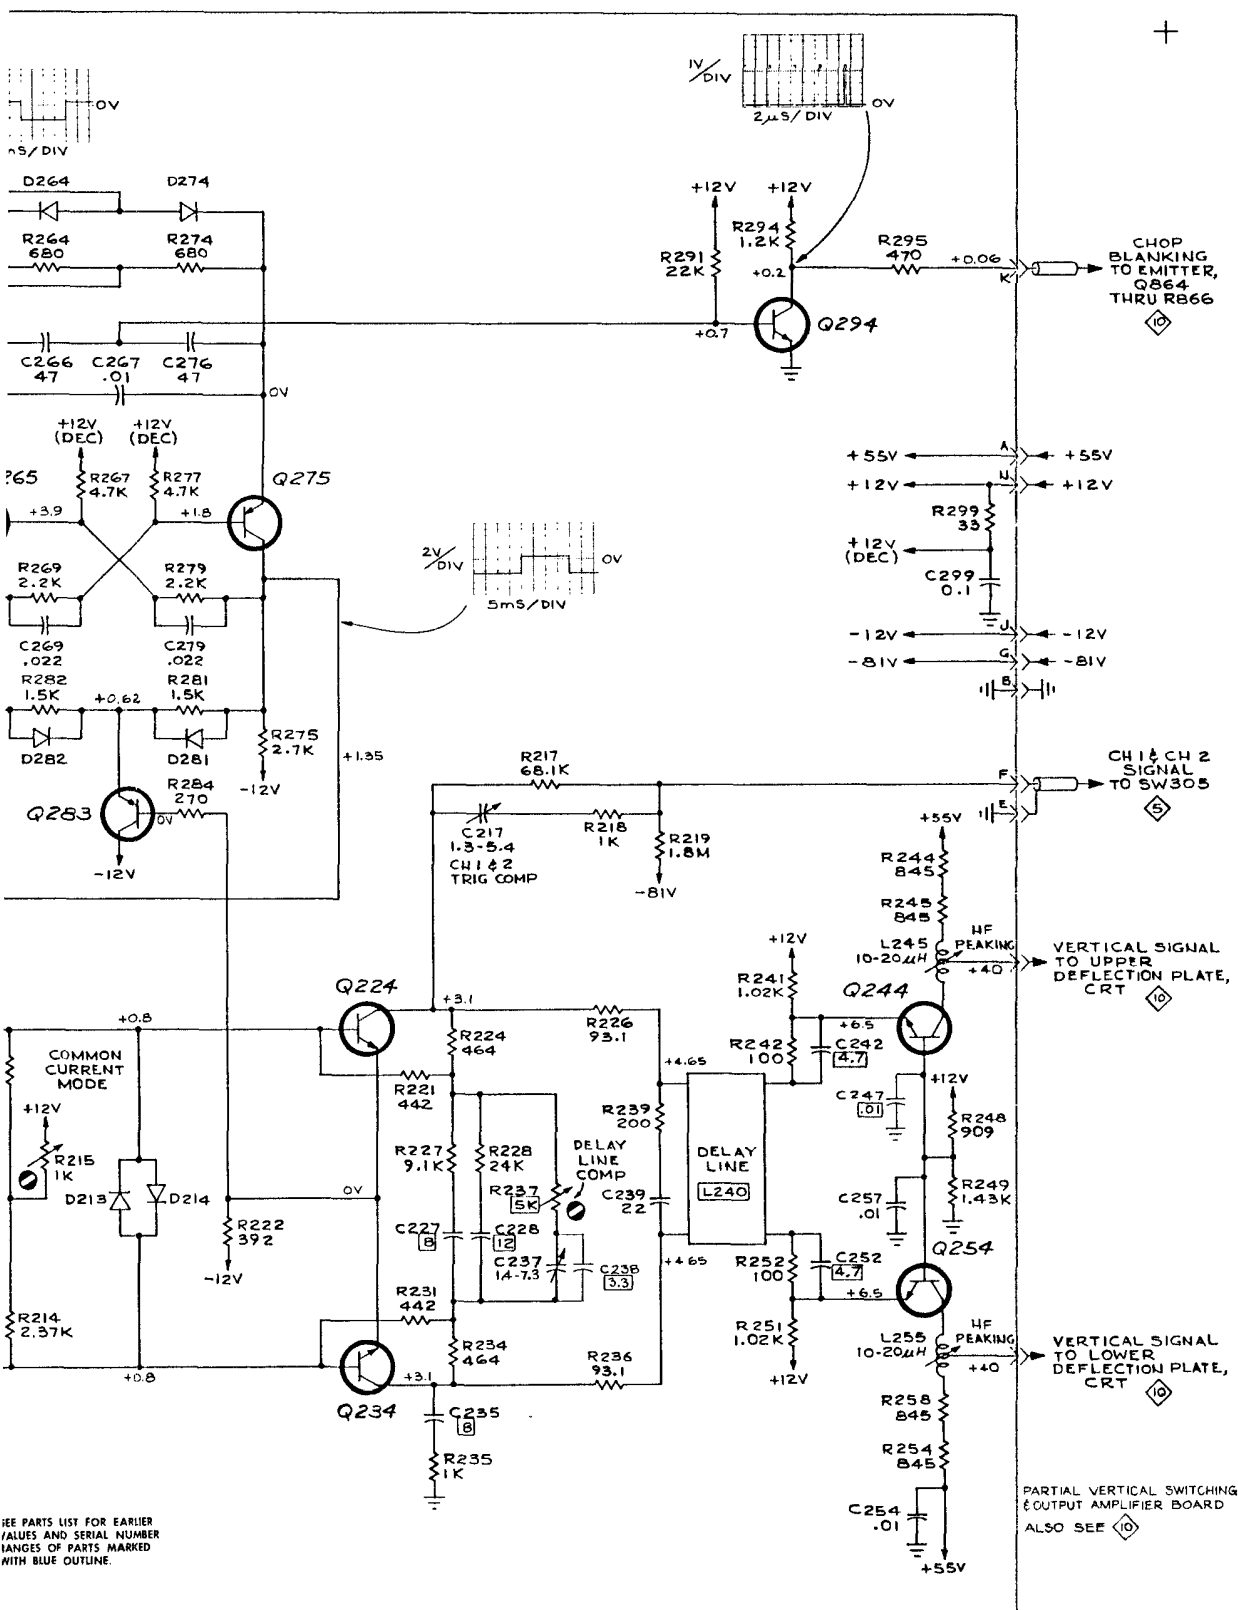 1V/DIV
0V
2µS/DIV
0V
nS/DIV
D264
D274
R264
680
R274
680
+12V
+12V
R294
1.2K
R291
22K
+0.2
R295
470
+0.06
K
CHOP
BLANKING
TO EMITTER,
Q864
THRU R866
10
+0.7
Q294
C266
47
C267
.01
C276
47
0V
+12V
(DEC)
+12V
(DEC)
265
R267
4.7K
R277
4.7K
Q275
+3.9
+1.8
+55V
A
+55V
+12V
N
+12V
R299
33
+12V
(DEC)
C299
0.1
2V/DIV
0V
5mS/DIV
R269
2.2K
R279
2.2K
C269
.022
C279
.022
-12V
J
-12V
-81V
G
-81V
B
R282
1.5K
+0.62
R281
1.5K
D282
D281
R275
2.7K
+1.35
-12V
R284
270
Q283
0V
-12V
R217
68.1K
C217
1.3-5.4
CH 1 & 2
TRIG COMP
R218
1K
R219
1.8M
-81V
F
E
CH 1 & CH 2
SIGNAL
TO SW305
5
+55V
R244
845
R245
845
L245
10-20µH
HF
PEAKING
+40
VERTICAL SIGNAL
TO UPPER
DEFLECTION PLATE,
CRT
10
+12V
R241
1.02K
Q244
+6.5
R242
100
C242
4.7
Q224
+3.1
+0.8
R224
464
R226
93.1
+4.65
COMMON
CURRENT
MODE
+12V
R215
1K
D213
D214
R221
442
R227
9.1K
R228
24K
DELAY
LINE
COMP
R237
5K
R239
200
C239
22
DELAY
LINE
L240
C247
.01
+12V
R248
909
R249
1.43K
C257
.01
0V
R222
392
-12V
C227
8
C228
12
C237
1.4-7.3
C238
3.3
+4.65
R252
100
C252
4.7
Q254
+6.5
R214
2.37K
R231
442
R234
464
R236
93.1
R251
1.02K
+12V
+0.8
+3.1
Q234
C235
8
R235
1K
L255
10-20µH
HF
PEAKING
+40
VERTICAL SIGNAL
TO LOWER
DEFLECTION PLATE,
CRT
10
R258
845
R254
845
C254
.01
+55V
PARTIAL VERTICAL SWITCHING
& OUTPUT AMPLIFIER BOARD
ALSO SEE 10
SEE PARTS LIST FOR EARLIER
VALUES AND SERIAL NUMBER
RANGES OF PARTS MARKED
WITH BLUE OUTLINE.